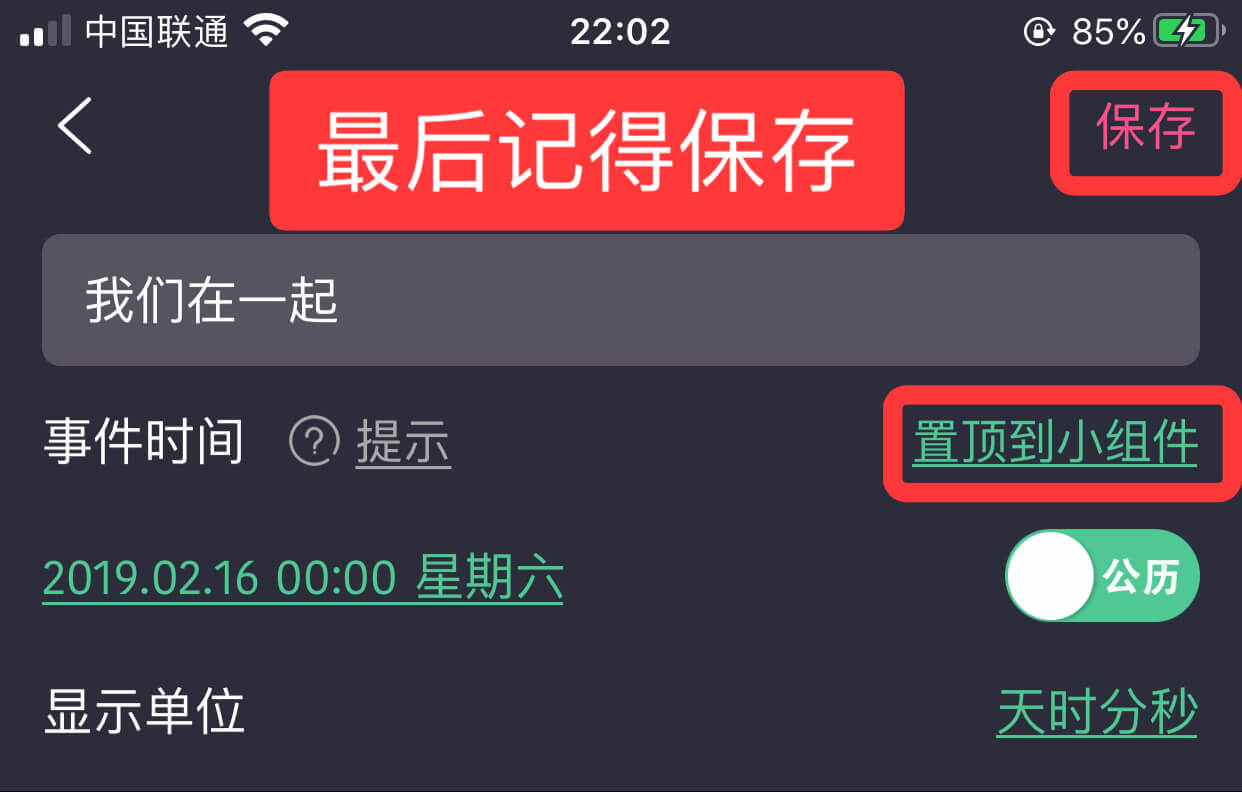 中国联通 22:02 85%
最后记得保存 保存
我们在一起
事件时间 ? 提示 置顶到小组件
2019.02.16 00:00 星期六 公历
显示单位 天时分秒